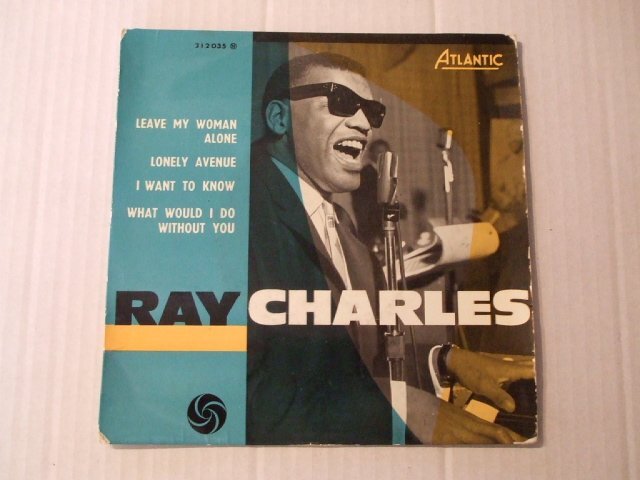 212035 M
ATLANTIC
LEAVE MY WOMAN
ALONE
LONELY AVENUE
I WANT TO KNOW
WHAT WOULD I DO
WITHOUT YOU
RAY CHARLES